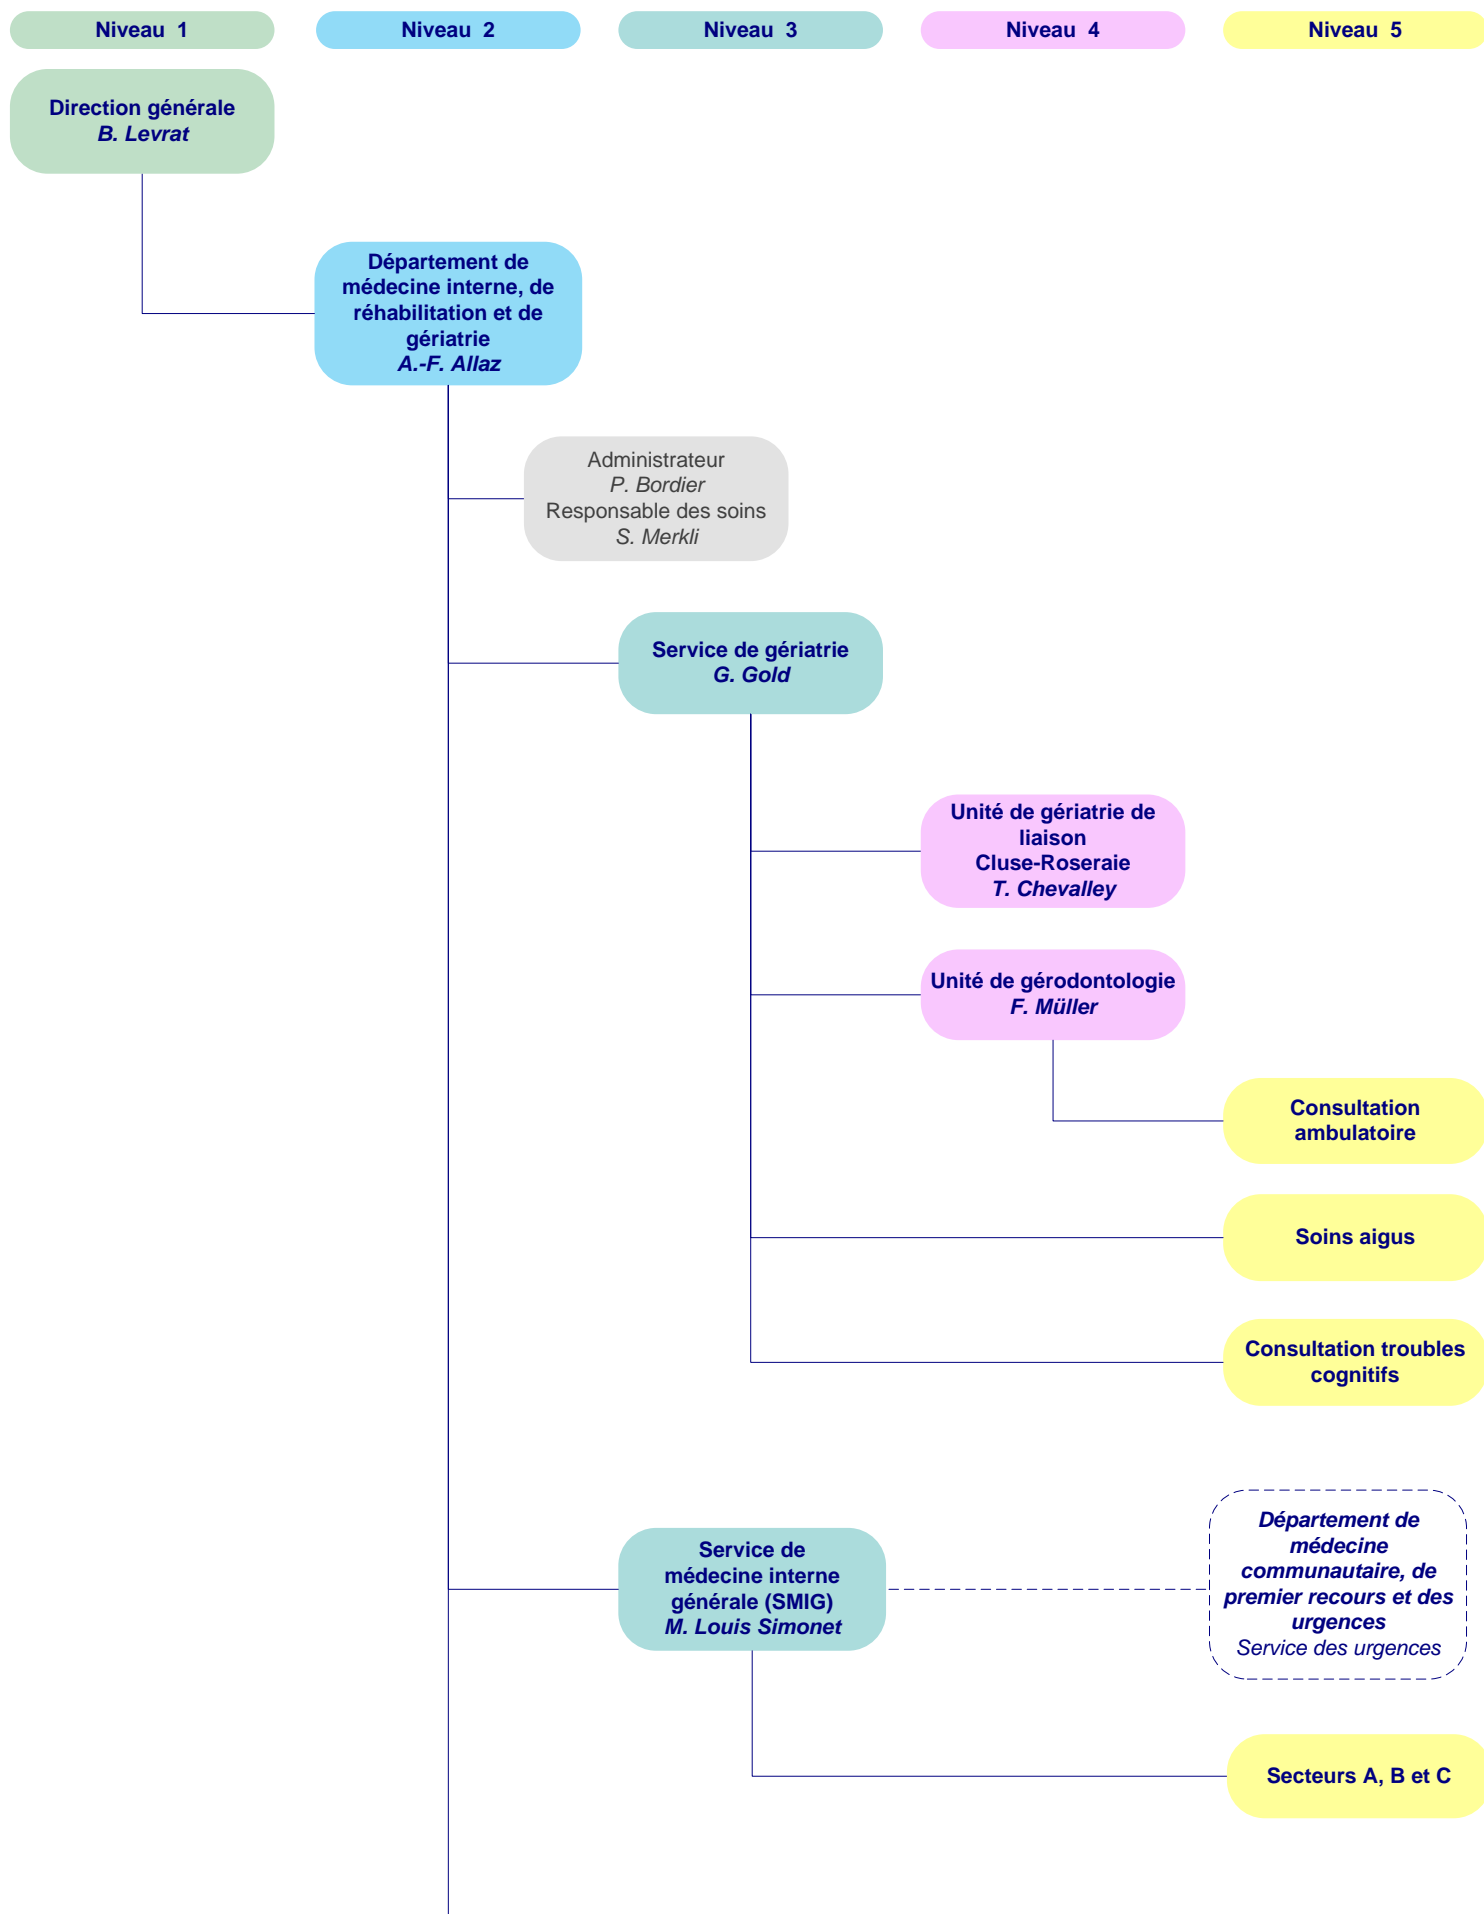 Niveau 1
Niveau 2
Niveau 3
Niveau 4
Niveau 5
Direction générale
B. Levrat
Département de
médecine interne, de
réhabilitation et de
gériatrie
A.-F. Allaz
Administrateur
P. Bordier
Responsable des soins
S. Merkli
Service de gériatrie
G. Gold
Unité de gériatrie de
liaison
Cluse-Roseraie
T. Chevalley
Unité de gérodontologie
F. Müller
Consultation
ambulatoire
Soins aigus
Consultation troubles
cognitifs
Service de
médecine interne
générale (SMIG)
M. Louis Simonet
Département de
médecine
communautaire, de
premier recours et des
urgences
Service des urgences
Secteurs A, B et C